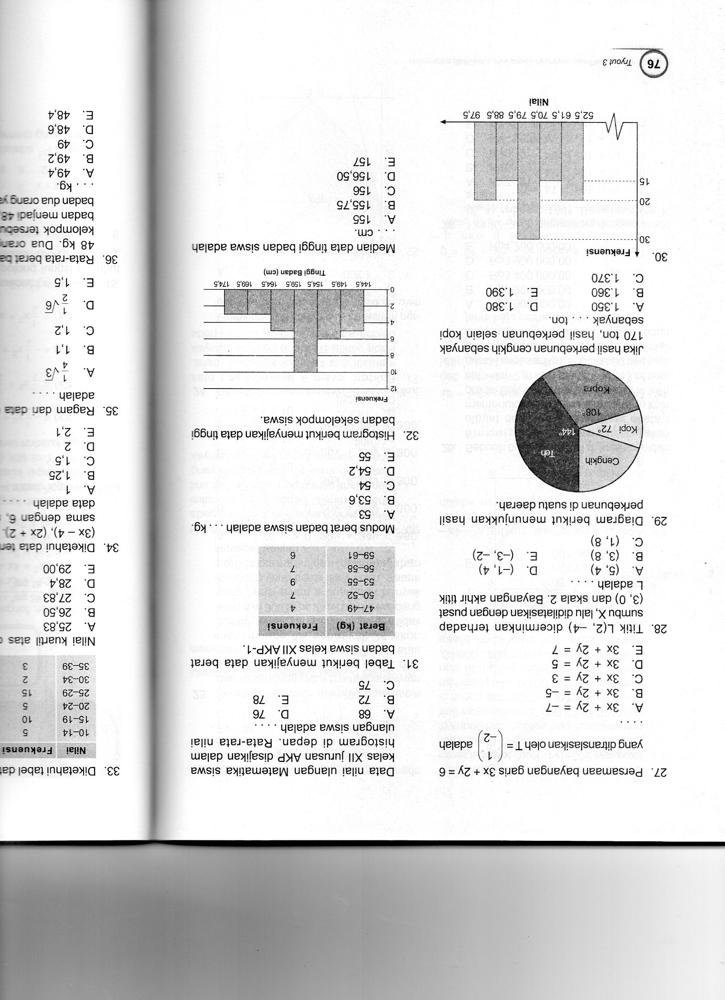 27. Persamaan bayangan garis 3x + 2y = 6
yang ditranslasikan oleh T = (1 −2) adalah
. . . .
A. 3x + 2y = −7
B. 3x + 2y = −5
C. 3x + 2y = 3
D. 3x + 2y = 5
E. 3x + 2y = 7
28. Titik L(2, −4) dicerminkan terhadap
sumbu X, lalu didilatasikan dengan pusat
(3, 0) dan skala 2. Bayangan akhir titik
L adalah . . . .
A. (5, 4) D. (−1, 4)
B. (3, 8) E. (−3, −2)
C. (1, 8)
29. Diagram berikut menunjukkan hasil
perkebunan di suatu daerah.
Cengkih
Teh
Kopi 72°
144°
108°
Kopra
Jika hasil perkebunan cengkih sebanyak
170 ton, hasil perkebunan selain kopi
sebanyak . . . ton.
A. 1.350 D. 1.380
B. 1.360 E. 1.390
C. 1.370
30. Frekuensi
30
20
15
52,5 61,5 70,5 79,5 88,5 97,5
Nilai
76 Tryout 3
Data nilai ulangan Matematika siswa
kelas XII jurusan AKP disajikan dalam
histogram di depan. Rata-rata nilai
ulangan siswa adalah . . . .
A. 68 D. 76
B. 72 E. 78
C. 75
31. Tabel berikut menyajikan data berat
badan siswa kelas XII AKP-1.
Berat (kg) Frekuensi
47–49 4
50–52 7
53–55 9
56–58 7
59–61 6
Modus berat badan siswa adalah . . . kg.
A. 53
B. 53,6
C. 54
D. 54,2
E. 55
32. Histogram berikut menyajikan data tinggi
badan sekelompok siswa.
Frekuensi
12
10
8
6
4
2
0
144,5 149,5 154,5 159,5 164,5 169,5 174,5
Tinggi Badan (cm)
Median data tinggi badan siswa adalah
. . . cm.
A. 155
B. 155,75
C. 156
D. 156,50
E. 157
33. Diketahui tabel dat
Nilai Frekuensi
10–14 5
15–19 10
20–24 5
25–29 15
30–34 2
35–39 3
Nilai kuartil atas
A. 25,83
B. 26,50
C. 27,83
D. 28,4
E. 29,00
34. Diketahui data
(3x − 4), (2x + 2)
sama dengan 6,
data adalah . . . .
A. 1
B. 1,25
C. 1,5
D. 2
E. 2,1
35. Ragam dari data
adalah . . . .
A. 1/4 √3
B. 1,1
C. 1,2
D. 1/2 √6
E. 1,5
36. Rata-rata berat ba
48 kg. Dua orang
kelompok tersebu
badan menjadi 48
badan dua orang
. . . kg.
A. 49,4
B. 49,2
C. 49
D. 48,6
E. 48,4